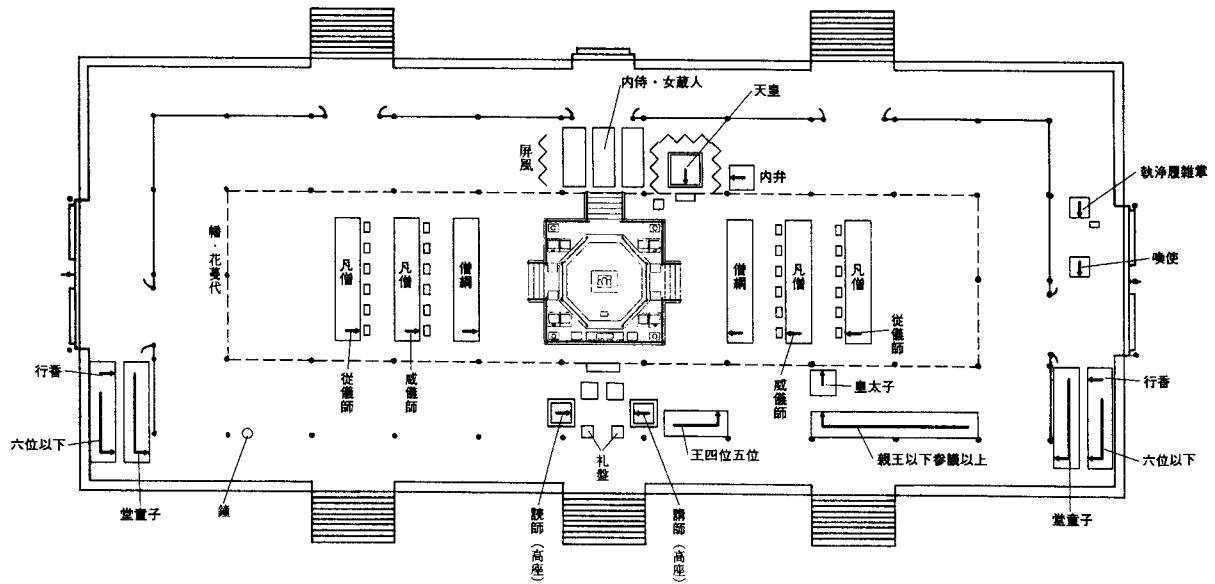 内侍・女蔵人
天皇
屏風
内弁
執浄履雑掌
幡・花蔓代
凡僧
凡僧
僧綱
僧綱
凡僧
凡僧
喚使
従儀師
従儀師
威儀師
威儀師
皇太子
行香
行香
六位以下
王四位五位
親王以下参議以上
六位以下
礼盤
堂童子
鐘
読師（高座）
講師（高座）
堂童子